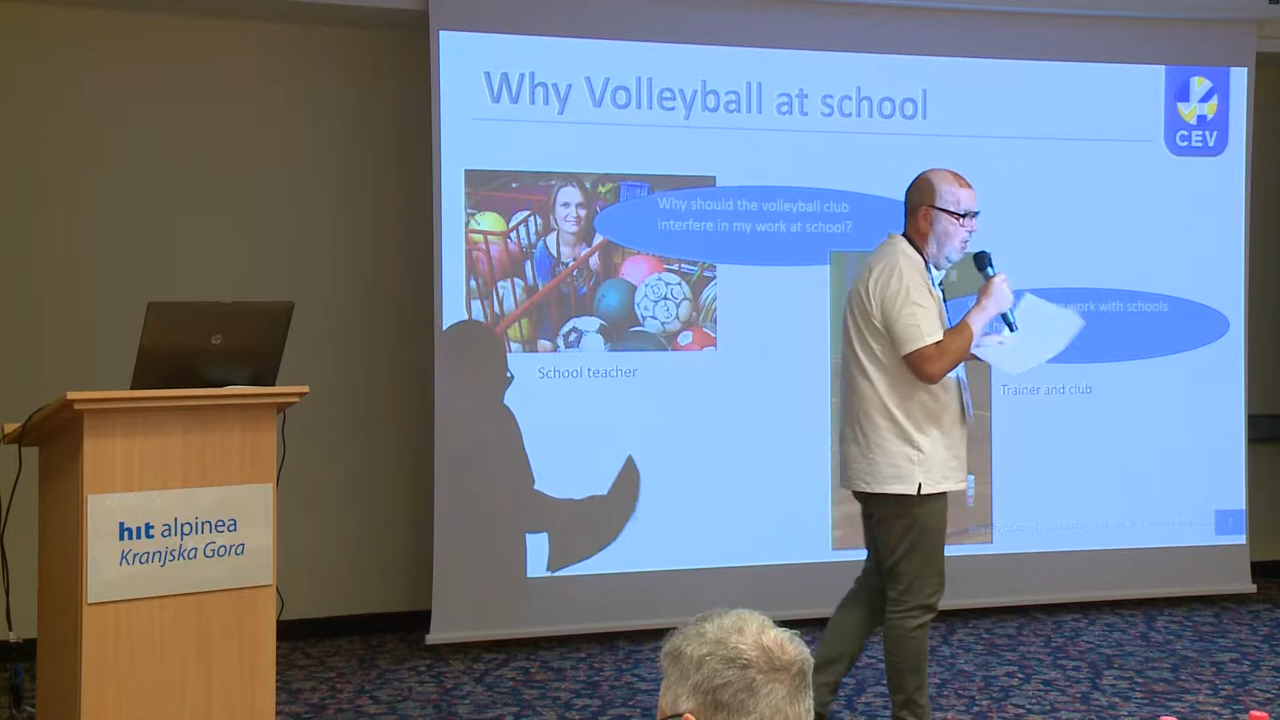 Why Volleyball at school
CEV
Why should the volleyball club
interfere in my work at school?
work with schools
School teacher
Trainer and club
7
hit alpinea
Kranjska Gora